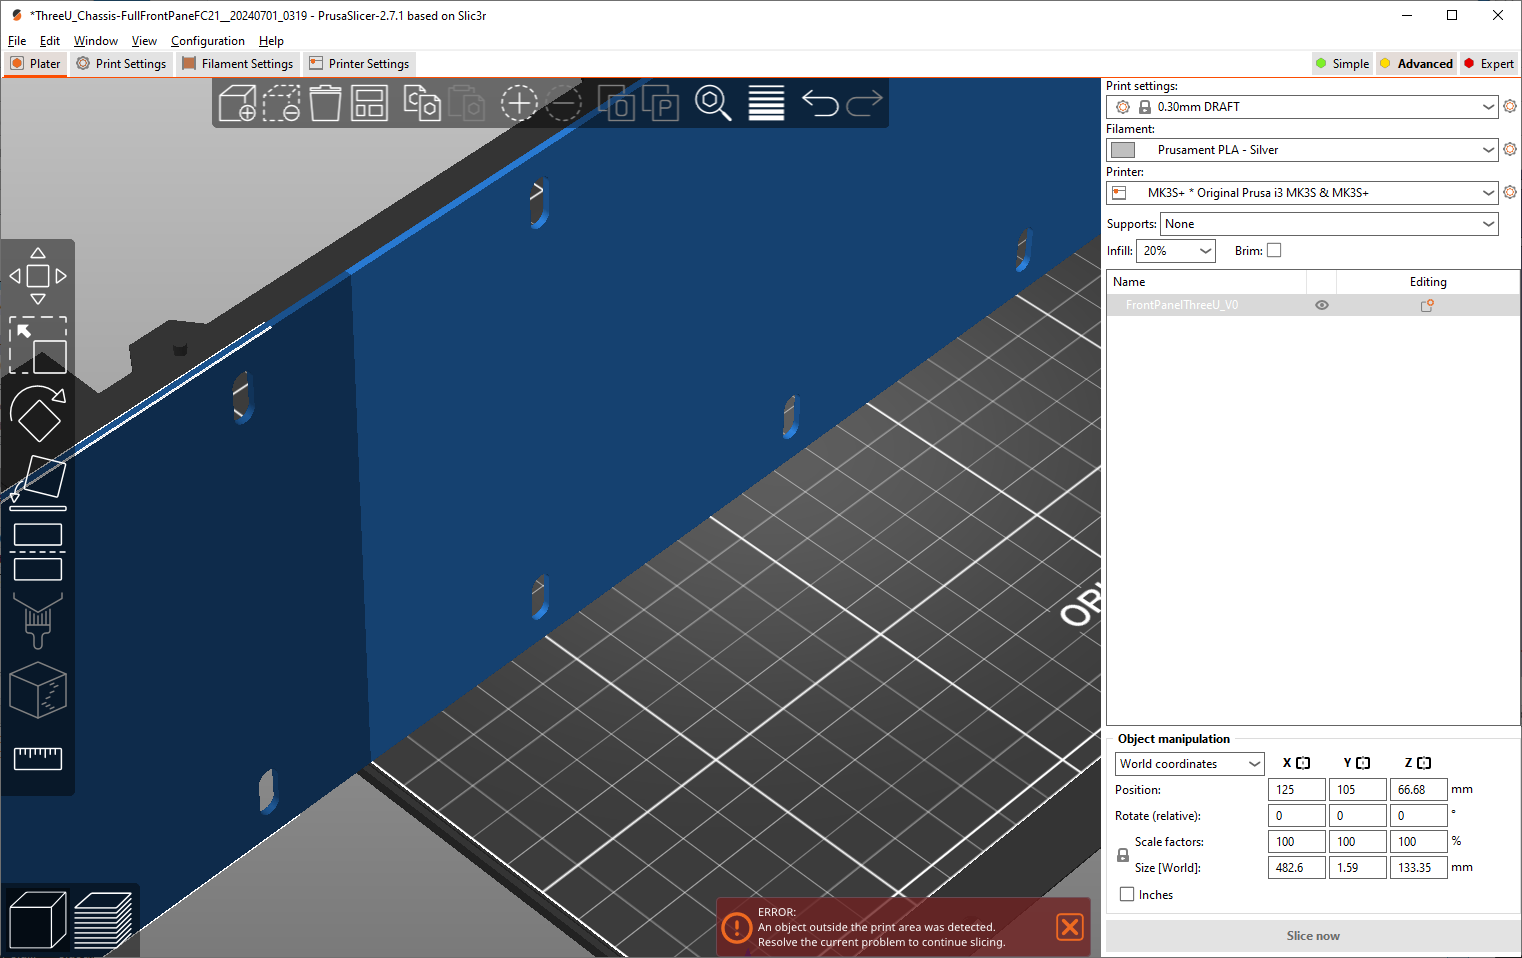 *ThreeU_Chassis-FullFrontPaneFC21__20240701_0319 - PrusaSlicer-2.7.1 based on Slic3r
File Edit Window View Configuration Help
Plater Print Settings Filament Settings Printer Settings Simple Advanced Expert
Print settings:
0.30mm DRAFT
Filament:
Prusament PLA - Silver
Printer:
MK3S+ * Original Prusa i3 MK3S & MK3S+
Supports: None
Infill: 20% Brim:
Name Editing
FrontPanelThreeU_V0
Object manipulation
World coordinates X Y Z
Position: 125 105 66.68 mm
Rotate (relative): 0 0 0 °
Scale factors: 100 100 100 %
Size [World]: 482.6 1.59 133.35 mm
Inches
Slice now
ERROR:
An object outside the print area was detected.
Resolve the current problem to continue slicing.